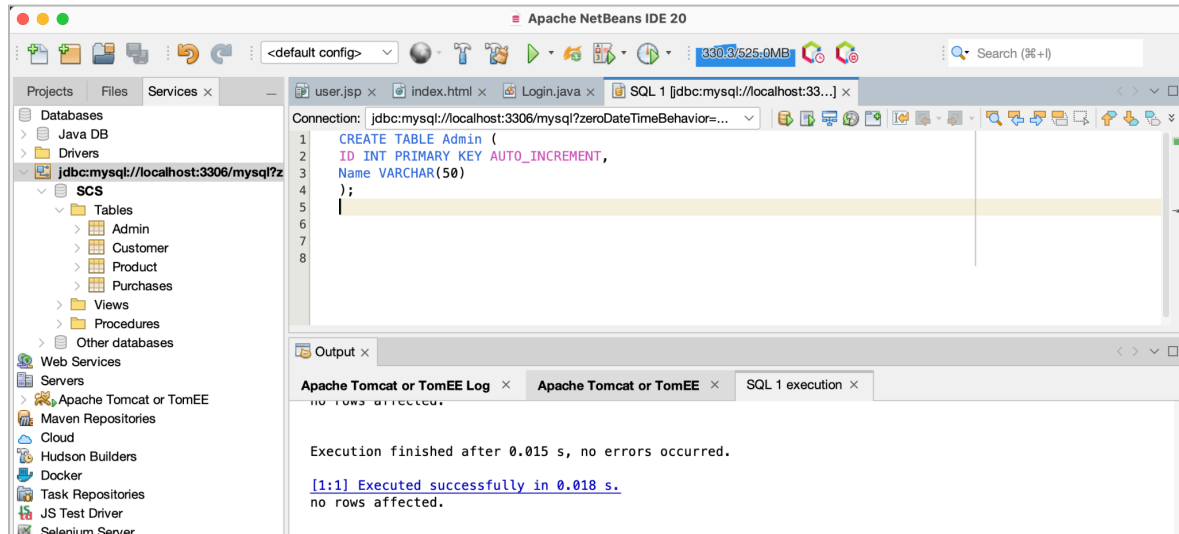 Apache NetBeans IDE 20
<default config>
330.3/525.0MB
Search (⌘+I)
Projects Files Services
Databases
Java DB
Drivers
jdbc:mysql://localhost:3306/mysql?z
SCS
Tables
Admin
Customer
Product
Purchases
Views
Procedures
Other databases
Web Services
Servers
Apache Tomcat or TomEE
Maven Repositories
Cloud
Hudson Builders
Docker
Task Repositories
JS Test Driver
Selenium Server
user.jsp index.html Login.java SQL 1 [jdbc:mysql://localhost:33...]
Connection: jdbc:mysql://localhost:3306/mysql?zeroDateTimeBehavior=...
1 CREATE TABLE Admin (
2 ID INT PRIMARY KEY AUTO_INCREMENT,
3 Name VARCHAR(50)
4 );
5
6
7
8
Output
Apache Tomcat or TomEE Log Apache Tomcat or TomEE SQL 1 execution
no rows affected.
Execution finished after 0.015 s, no errors occurred.
[1:1] Executed successfully in 0.018 s.
no rows affected.